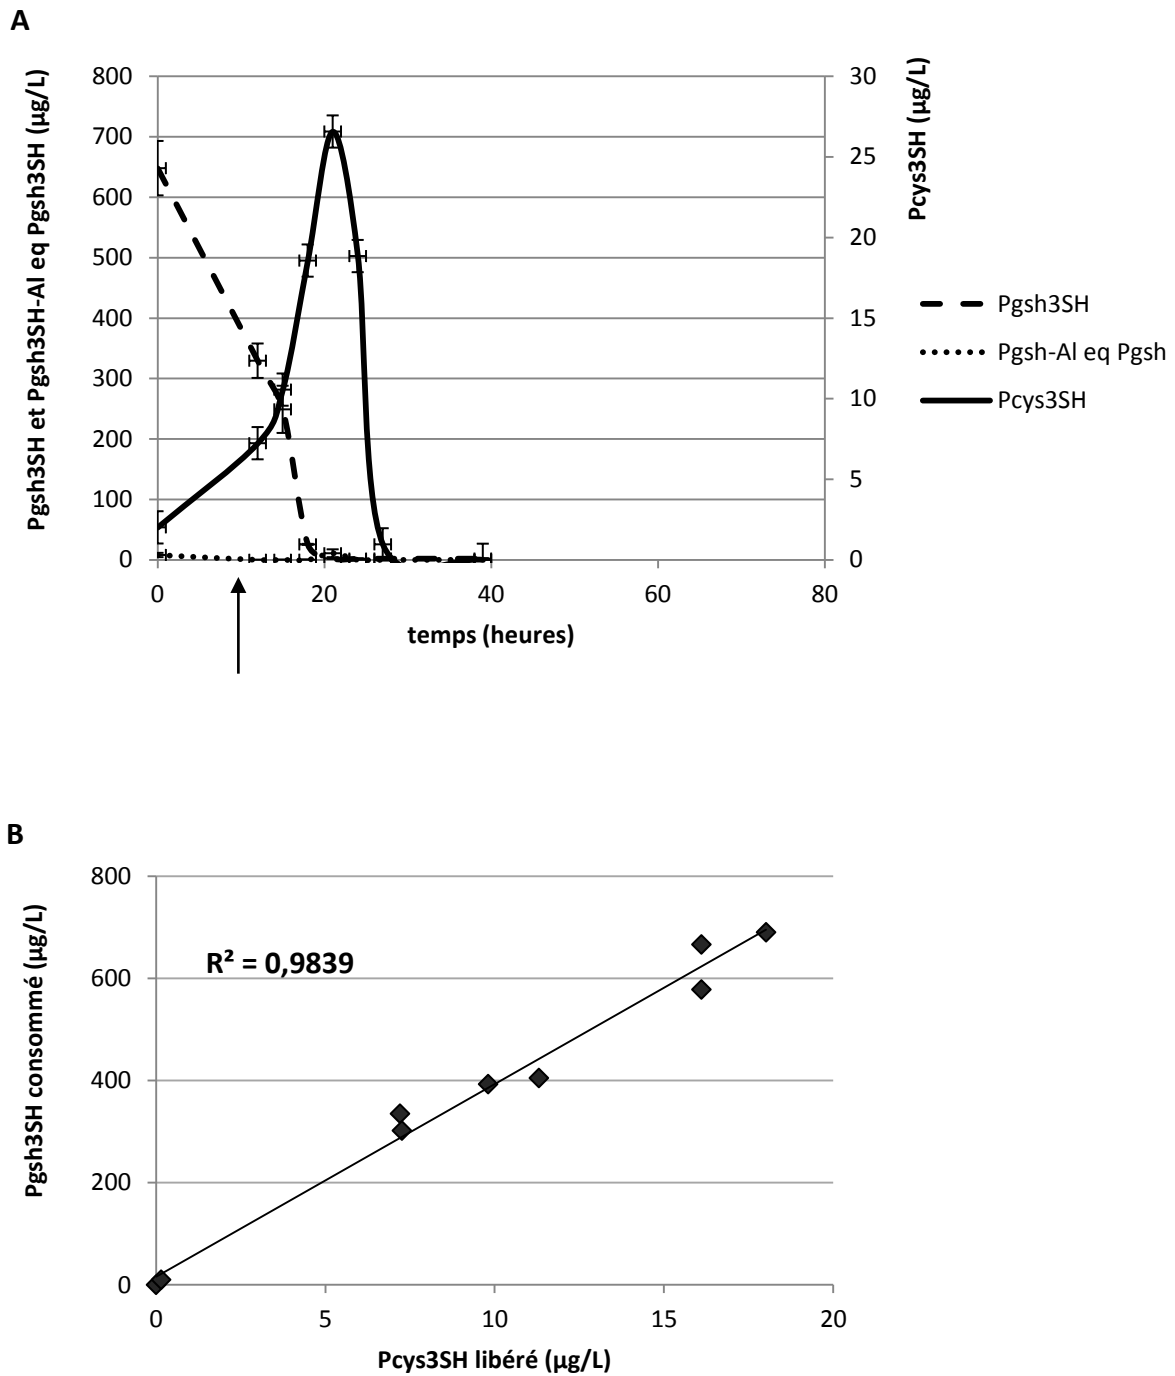 A
Pgsh3SH et Pgsh3SH-Al eq Pgsh3SH (µg/L)
800
700
600
500
400
300
200
100
0
30
25
20
15
10
5
0
Pcys3SH (µg/L)
0 20 40 60 80
temps (heures)
Pgsh3SH
Pgsh-Al eq Pgsh
Pcys3SH
B
Pgsh3SH consommé (µg/L)
800
600
400
200
0
R² = 0,9839
0 5 10 15 20
Pcys3SH libéré (µg/L)